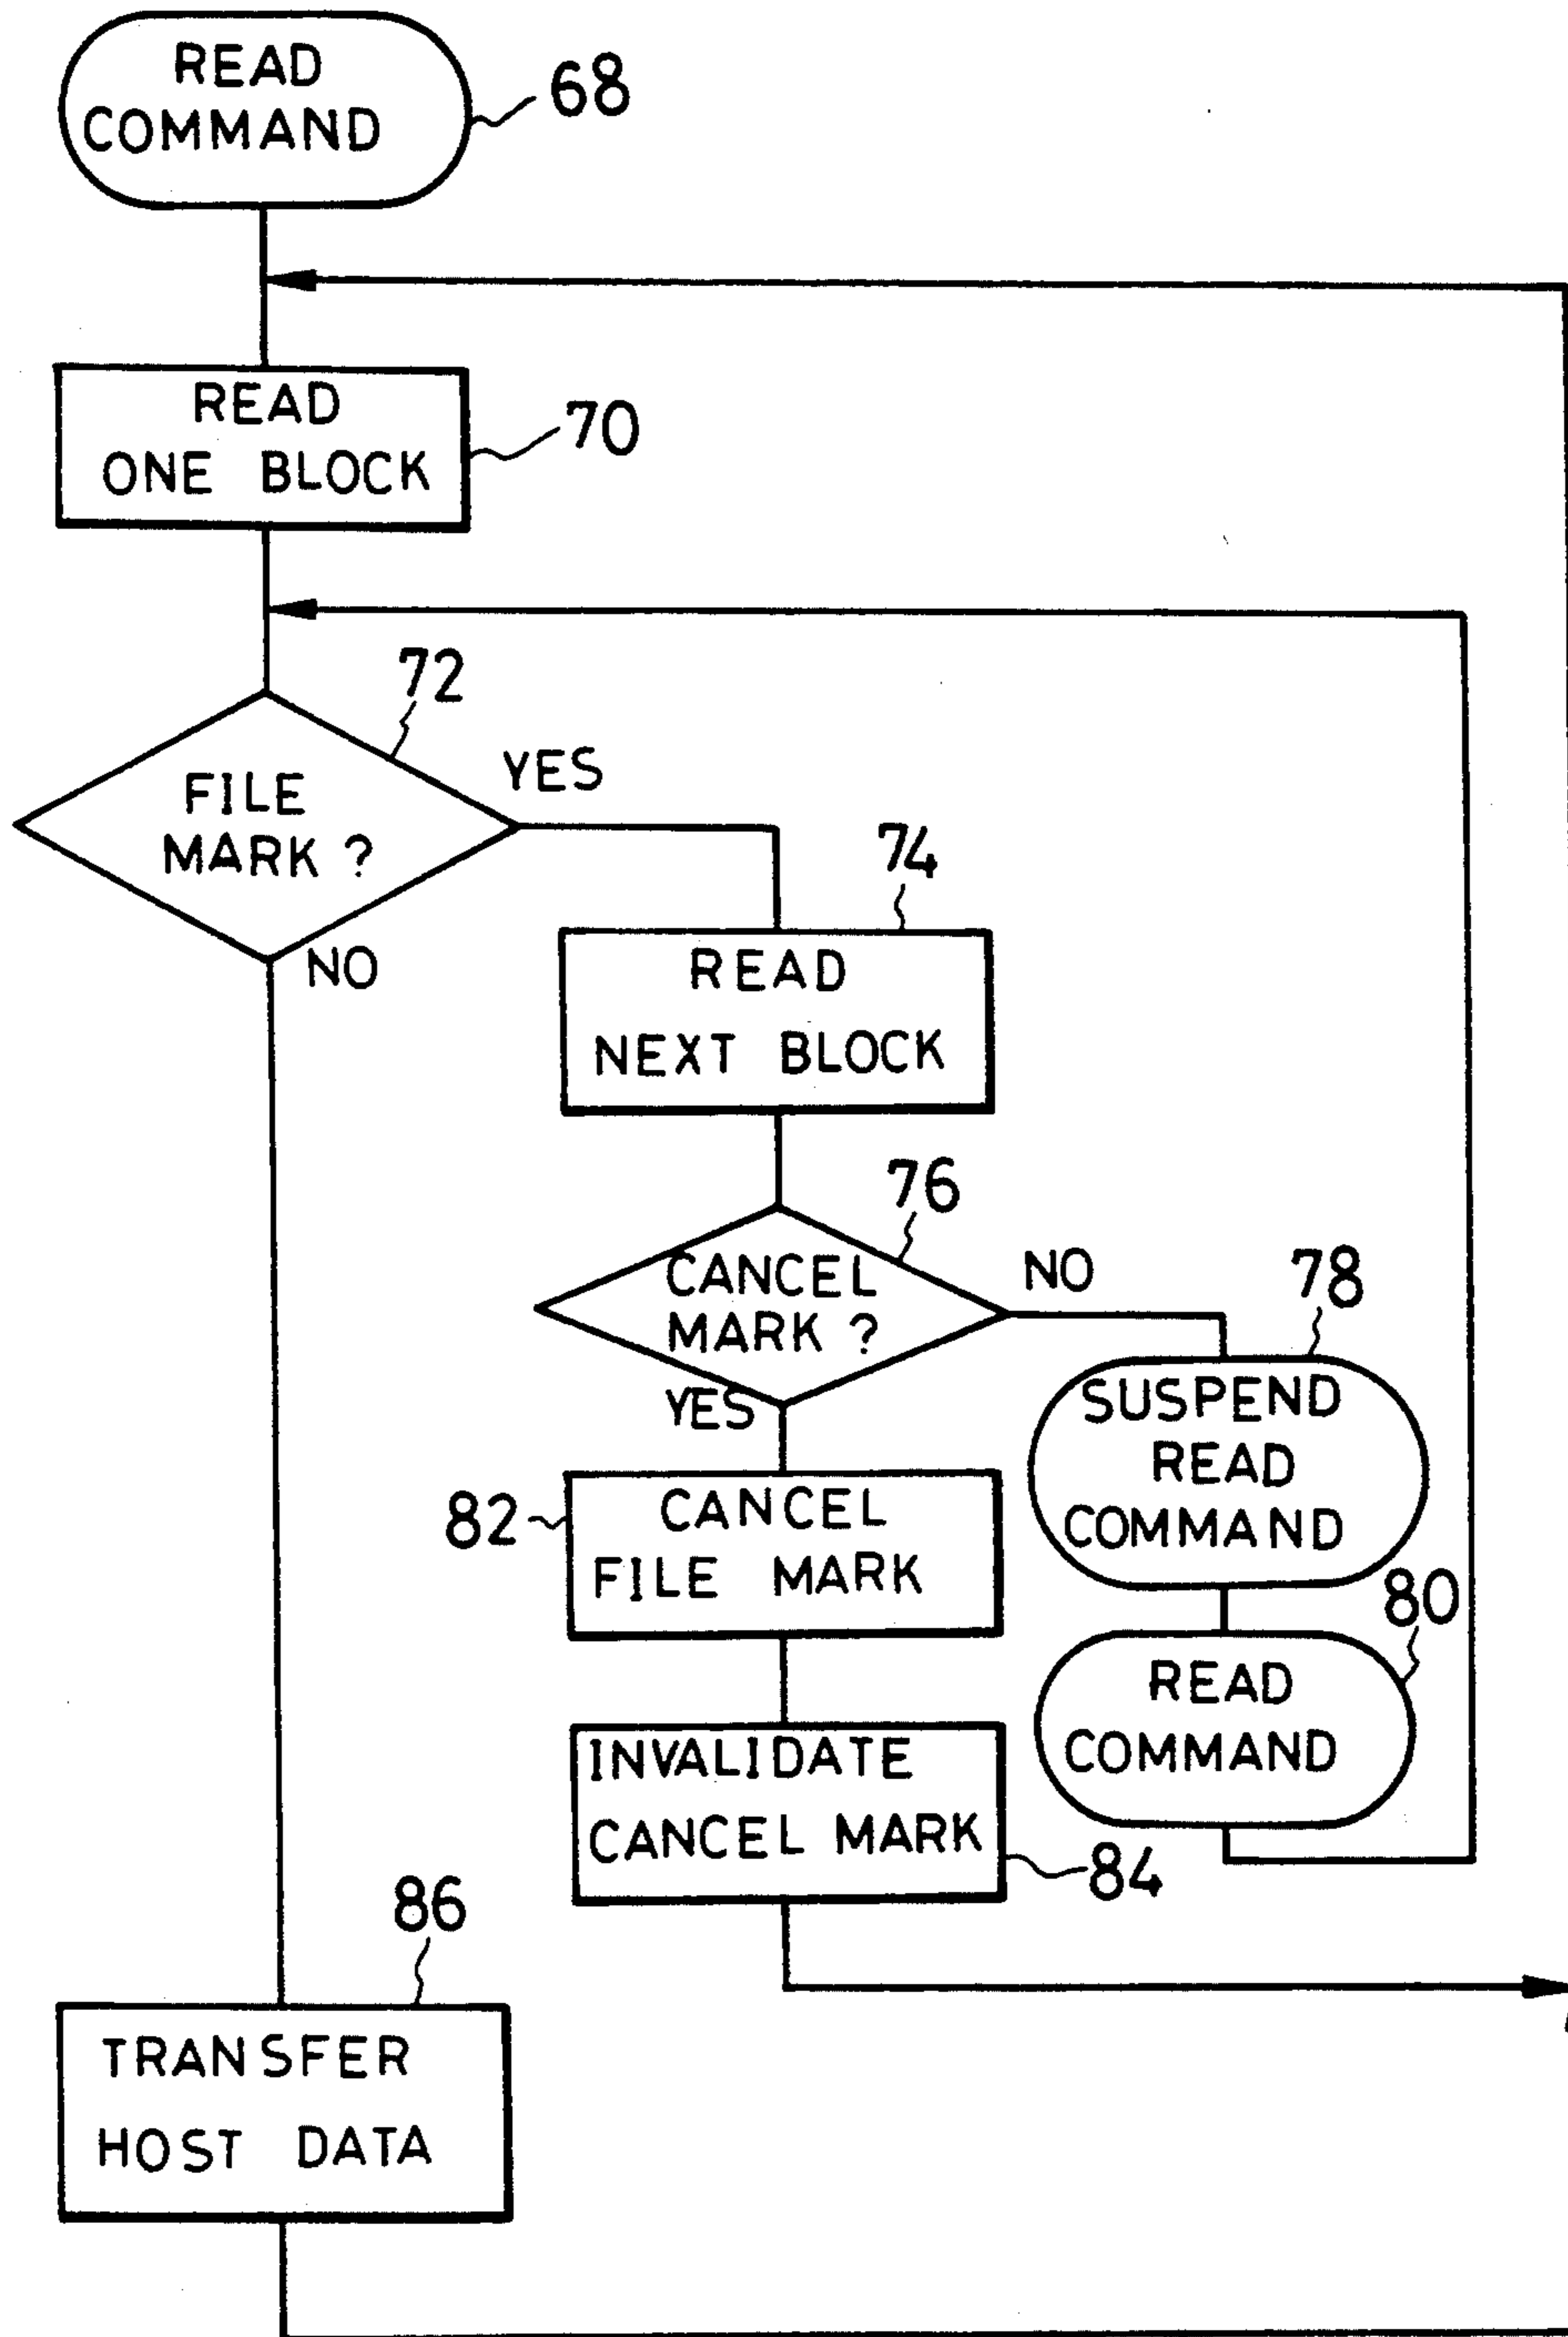 READ
COMMAND
68
READ
ONE BLOCK
70
72
FILE
MARK ?
YES
NO
74
READ
NEXT BLOCK
76
CANCEL
MARK ?
NO
YES
78
SUSPEND
READ
COMMAND
82
CANCEL
FILE MARK
80
READ
COMMAND
INVALIDATE
CANCEL MARK
84
86
TRANSFER
HOST DATA